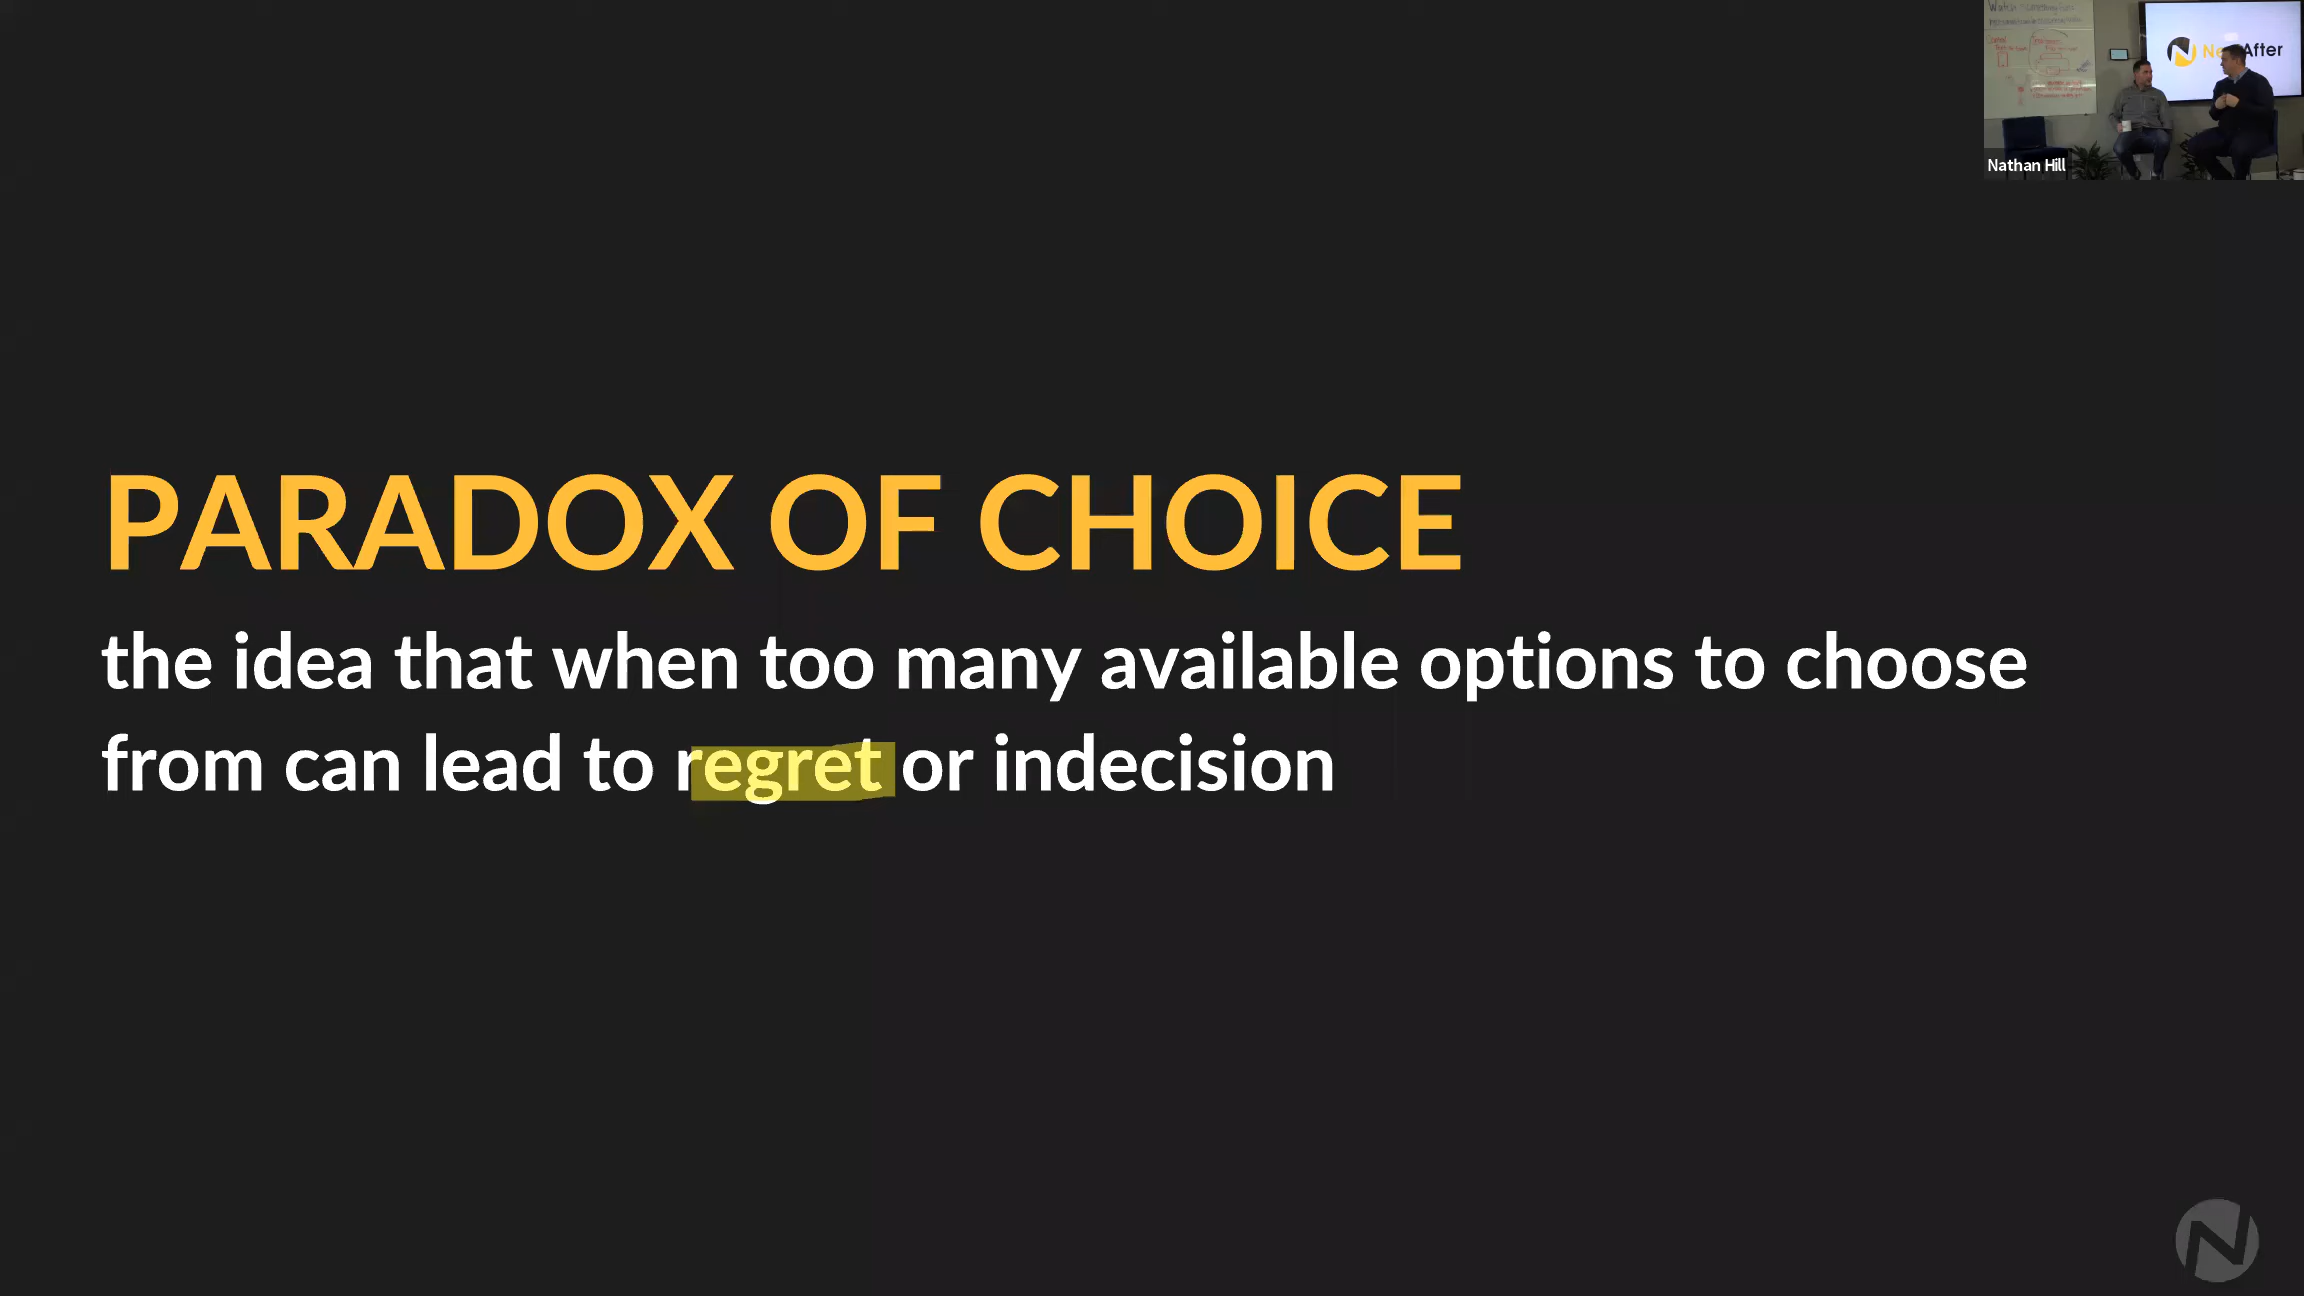 NextAfter
Nathan Hill
PARADOX OF CHOICE
the idea that when too many available options to choose
from can lead to regret or indecision